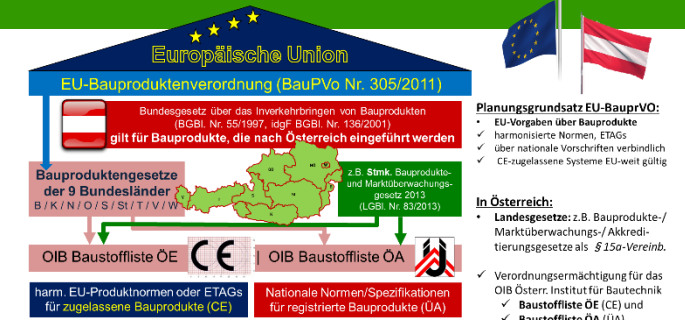 Europäische Union
EU-Bauproduktenverordnung (BauPVo Nr. 305/2011)
Bundesgesetz über das Inverkehrbringen von Bauprodukten
(BGBl. Nr. 55/1997, idgF BGBl. Nr. 136/2001)
gilt für Bauprodukte, die nach Österreich eingeführt werden
Bauproduktengesetze
der 9 Bundesländer
B / K / N / O / S / St / T / V / W
z.B. Stmk. Bauprodukte-
und Marktüberwachungs-
gesetz 2013
(LGBl. Nr. 83/2013)
OIB Baustoffliste ÖE CE | OIB Baustoffliste ÖA ÜA
harm. EU-Produktnormen oder ETAGs
für zugelassene Bauprodukte (CE)
Nationale Normen/Spezifikationen
für registrierte Bauprodukte (ÜA)
Planungsgrundsatz EU-BauprVO:
• EU-Vorgaben über Bauprodukte
✓ harmonisierte Normen, ETAGs
✓ über nationale Vorschriften verbindlich
✓ CE-zugelassene Systeme EU-weit gültig
In Österreich:
• Landesgesetze: z.B. Bauprodukte-/
Marktüberwachungs-/ Akkredi-
tierungsgesetze als § 15a-Vereinb.
✓ Verordnungsermächtigung für das
OIB Österr. Institut für Bautechnik
✓ Baustoffliste ÖE (CE) und
✓ Baustoffliste ÖA (ÜA)